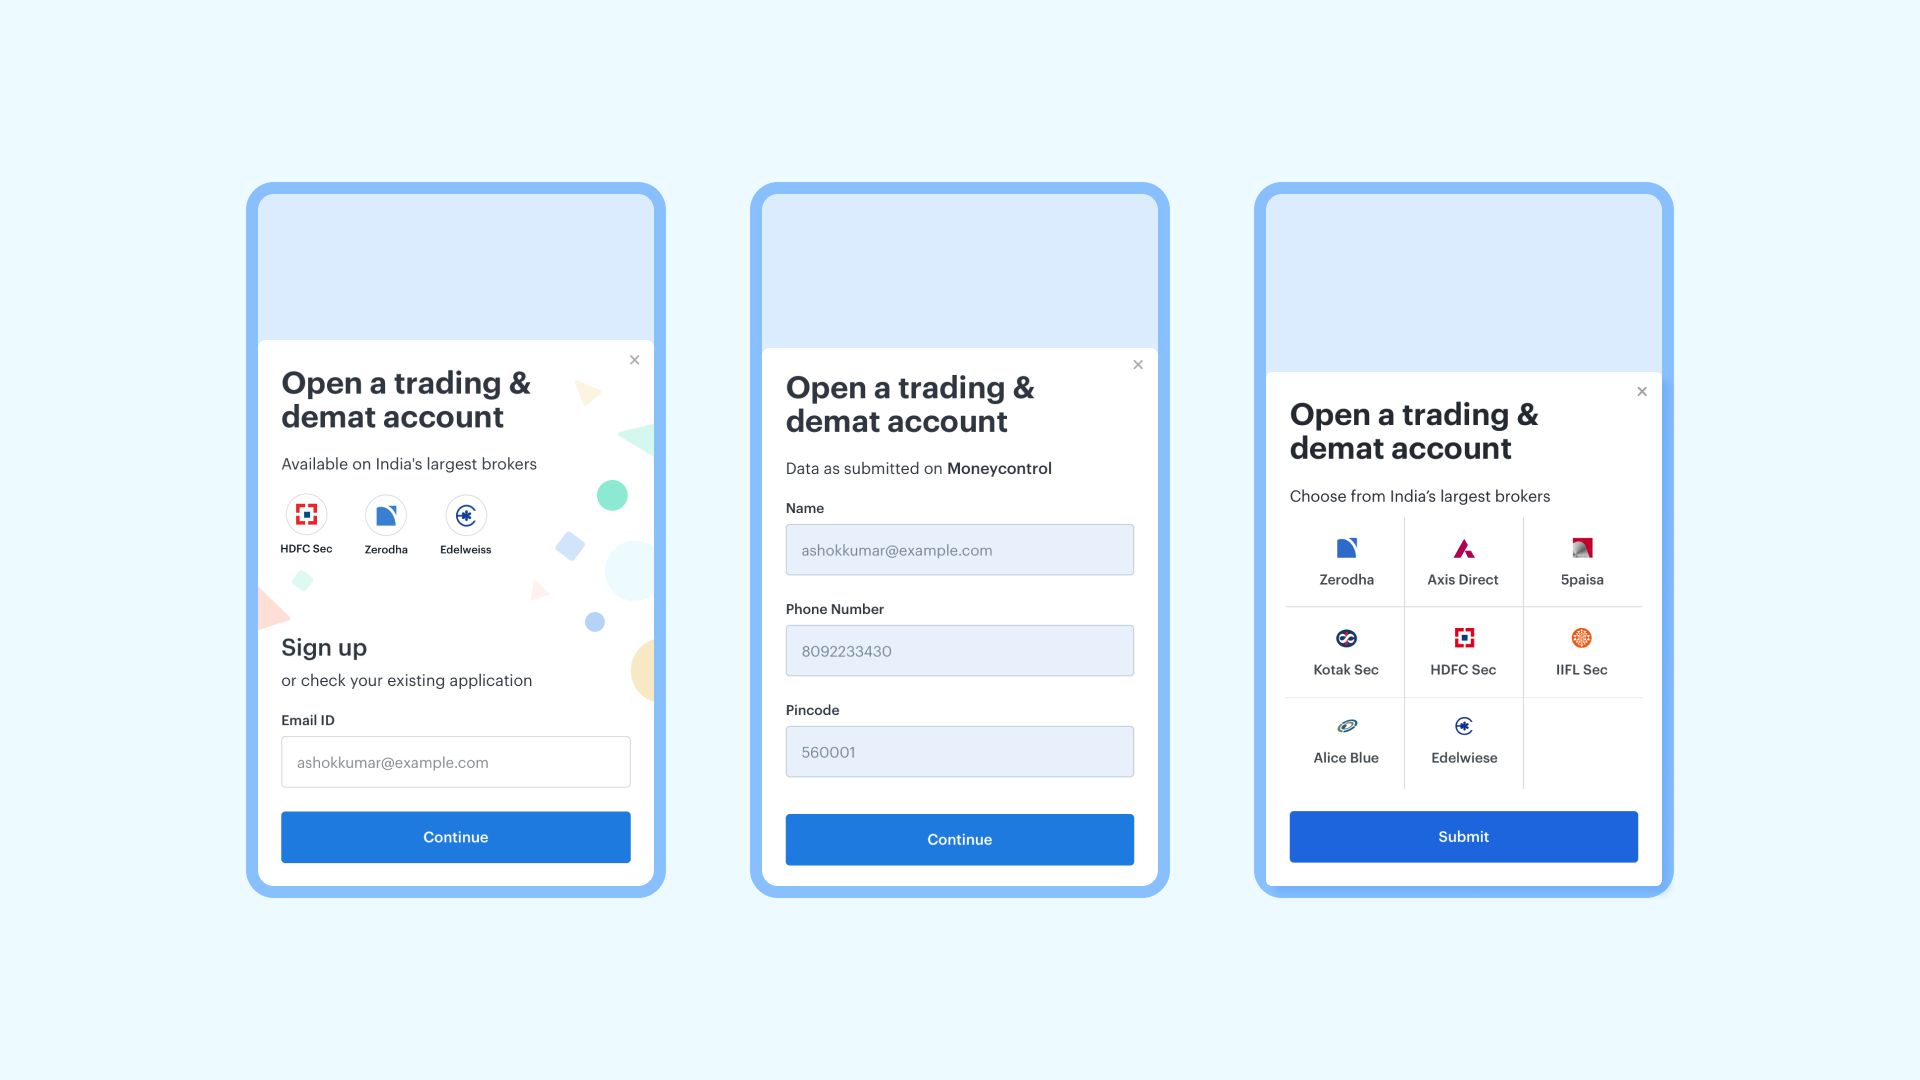 Open a trading &
demat account
Available on India's largest brokers
HDFC Sec
Zerodha
Edelweiss
Sign up
or check your existing application
Email ID
ashokkumar@example.com
Continue
Open a trading &
demat account
Data as submitted on Moneycontrol
Name
ashokkumar@example.com
Phone Number
8092233430
Pincode
560001
Continue
Open a trading &
demat account
Choose from India’s largest brokers
Zerodha
Axis Direct
5paisa
Kotak Sec
HDFC Sec
IIFL Sec
Alice Blue
Edelwiese
Submit